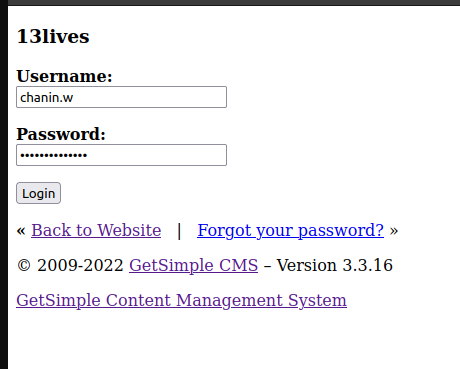 13lives
Username:
chanin.w
Password:
••••••••••••••
Login
« Back to Website | Forgot your password? »
© 2009-2022 GetSimple CMS – Version 3.3.16
GetSimple Content Management System